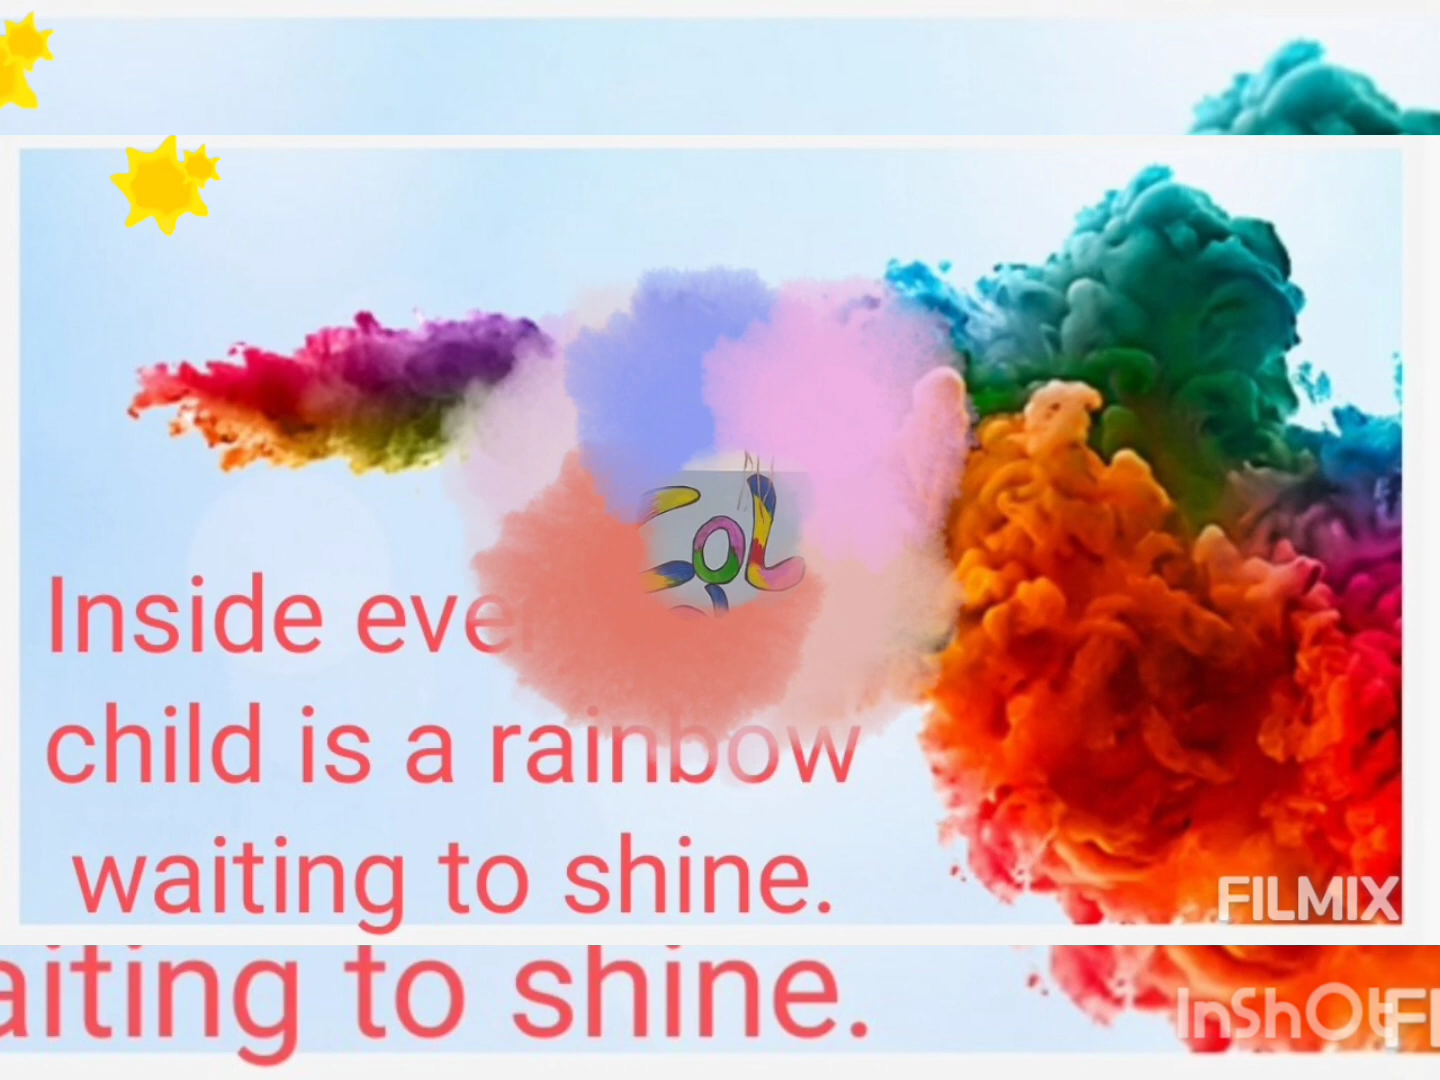 Inside eve
child is a rainbow
waiting to shine.
FILMIX
aiting to shine.
InShOt